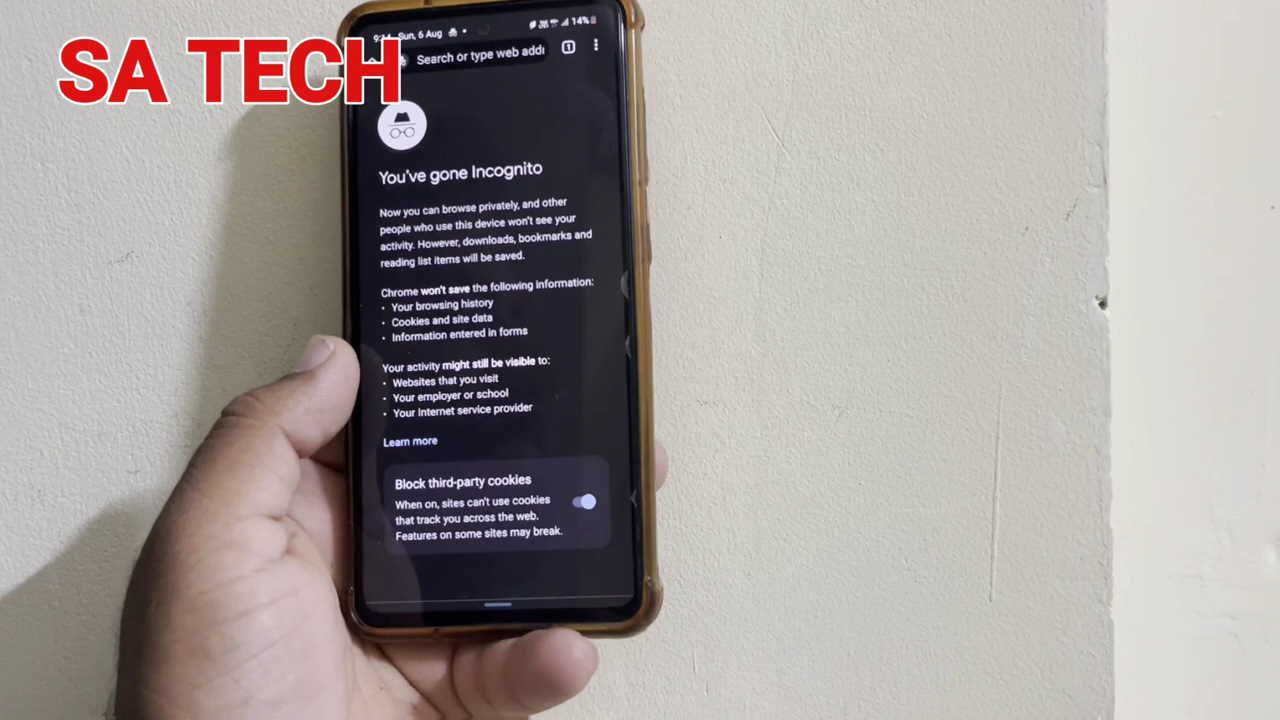 SA TECH
Sun, 6 Aug
14%
Search or type web addr
1
You've gone Incognito
Now you can browse privately, and other
people who use this device won't see your
activity. However, downloads, bookmarks and
reading list items will be saved.
Chrome won't save the following information:
• Your browsing history
• Cookies and site data
• Information entered in forms
Your activity might still be visible to:
• Websites that you visit
• Your employer or school
• Your Internet service provider
Learn more
Block third-party cookies
When on, sites can't use cookies
that track you across the web.
Features on some sites may break.